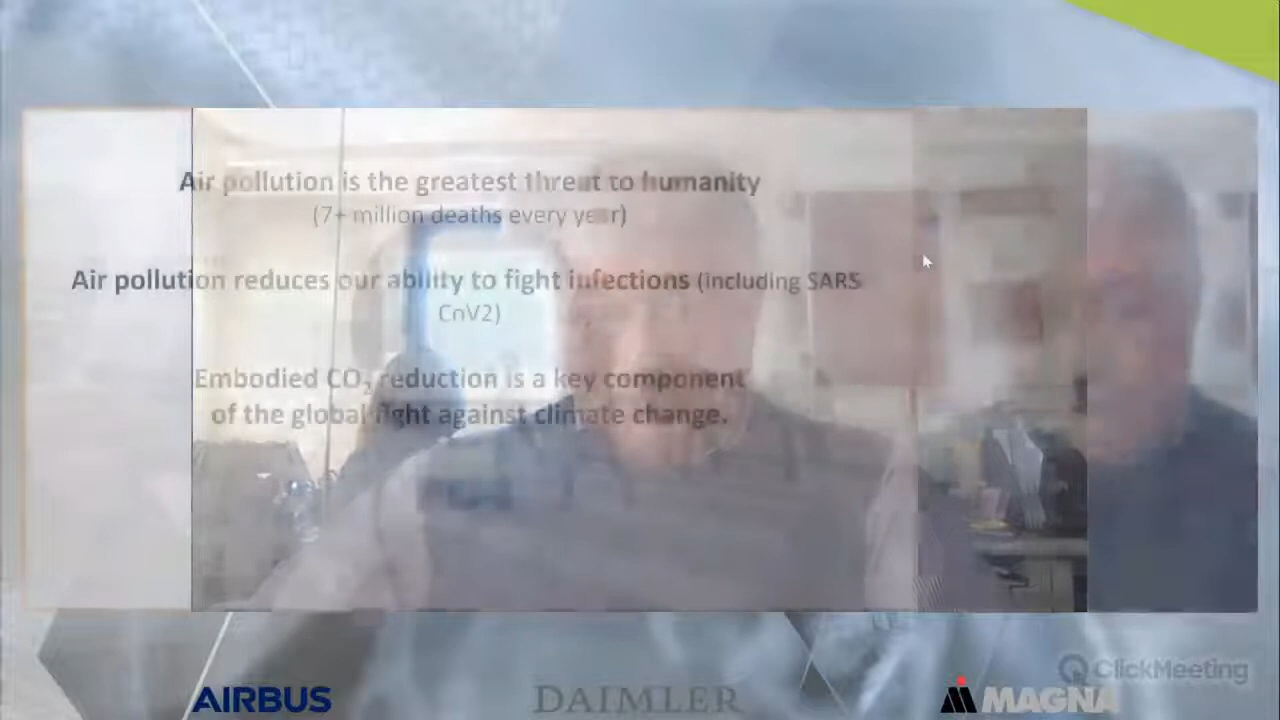 Air pollution is the greatest threat to humanity
(7+ million deaths every year)
Air pollution reduces our ability to fight infections (including SARS
CnV2)
Embodied CO₂ reduction is a key component
of the global fight against climate change.
ClickMeeting
AIRBUS DAIMLER MAGNA